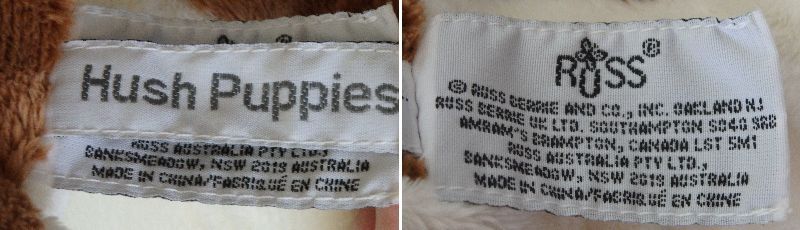 Hush Puppies
RUSS AUSTRALIA PTY LTD.,
BANKSMEADOW, NSW 2019 AUSTRALIA
MADE IN CHINA/FABRIQUÉ EN CHINE
RUSS®
© RUSS BERRIE AND CO., INC. OAKLAND NJ
RUSS BERRIE UK LTD. SOUTHAMPTON SO40 9RB
AMRAM'S BRAMPTON, CANADA L5T 5M1
RUSS AUSTRALIA PTY LTD.,
BANKSMEADOW, NSW 2019 AUSTRALIA
MADE IN CHINA/FABRIQUÉ EN CHINE